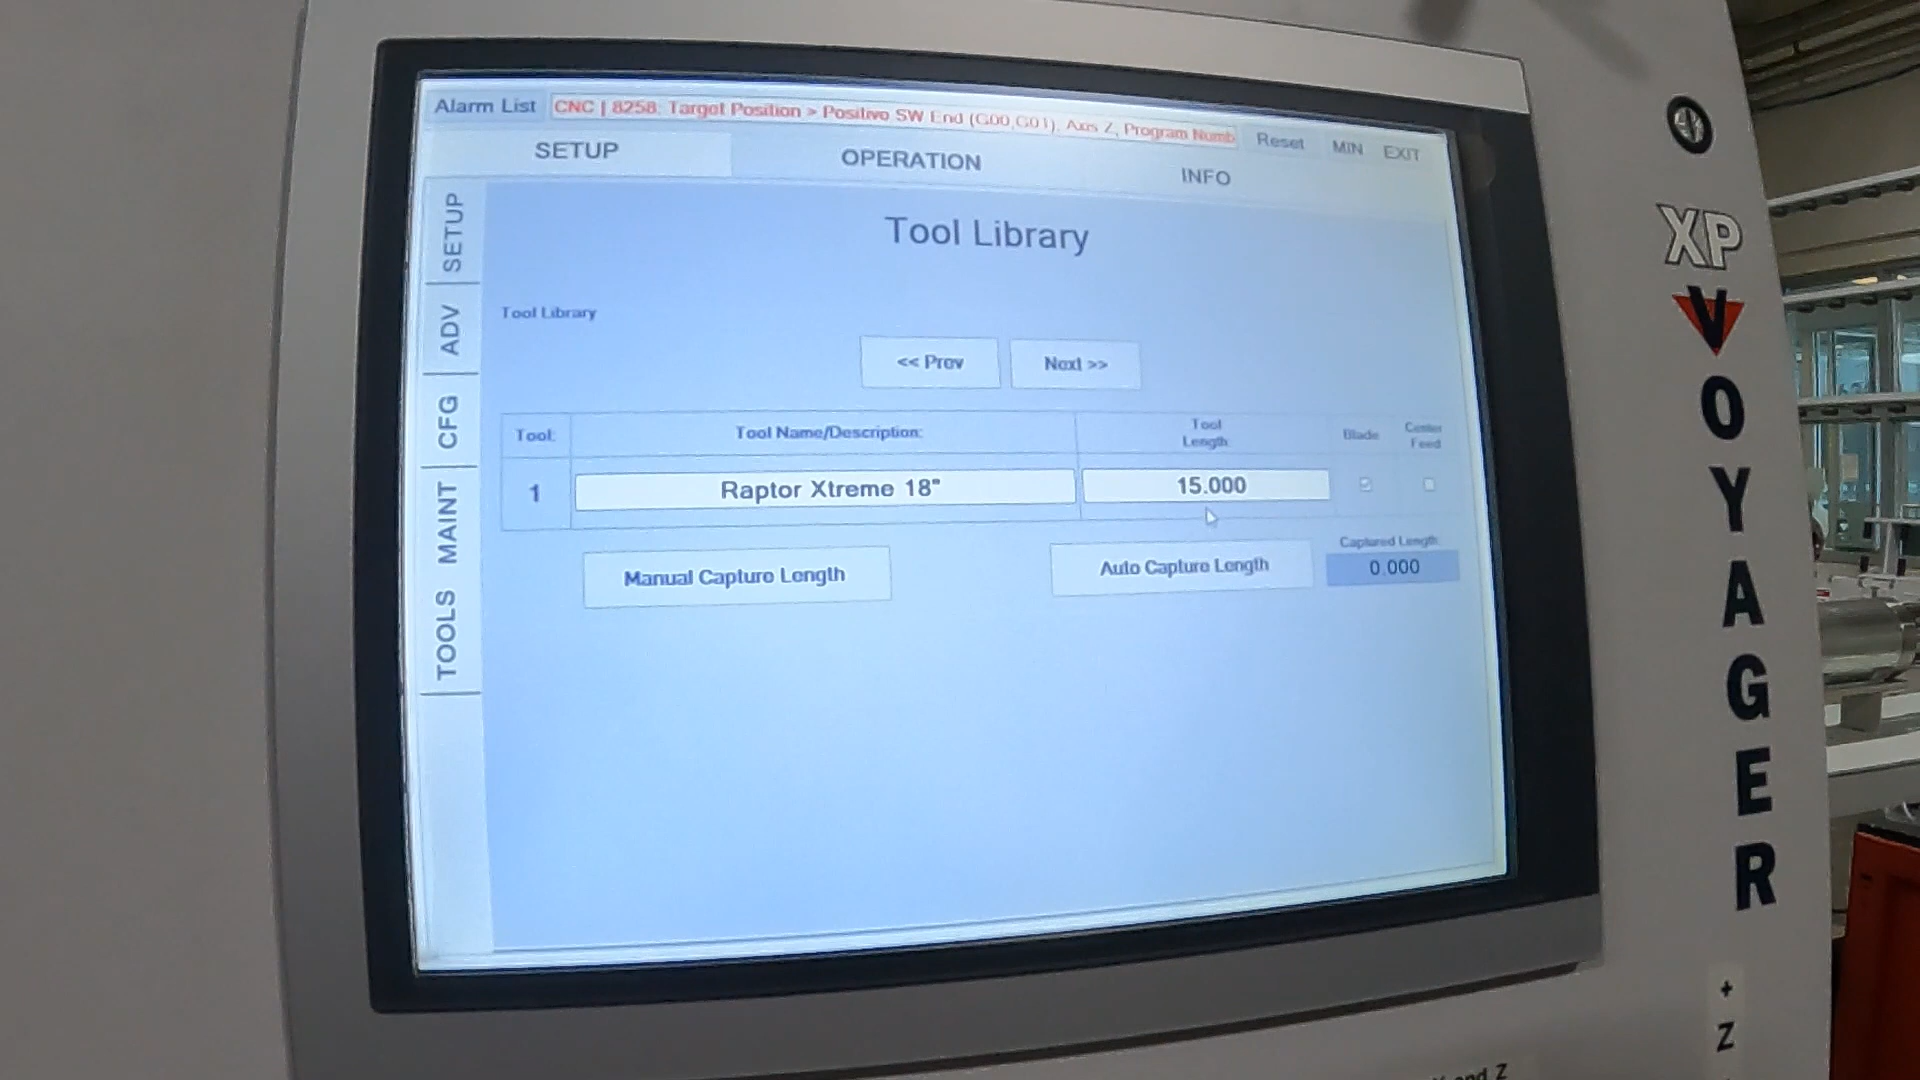 Alarm List CNC | 8258: Target Position > Positive SW End (G00,G01), Axis Z, Program Numb Reset MIN EXIT
SETUP OPERATION INFO
SETUP
ADV
CFG
MAINT
TOOLS
Tool Library
Tool Library
<< Prev Next >>
Tool: Tool Name/Description: Tool Length Blade Center Feed
1 Raptor Xtreme 18" 15.000
Manual Capture Length Auto Capture Length Captured Length
0.000
XP
VOYAGER
+
Z
and Z